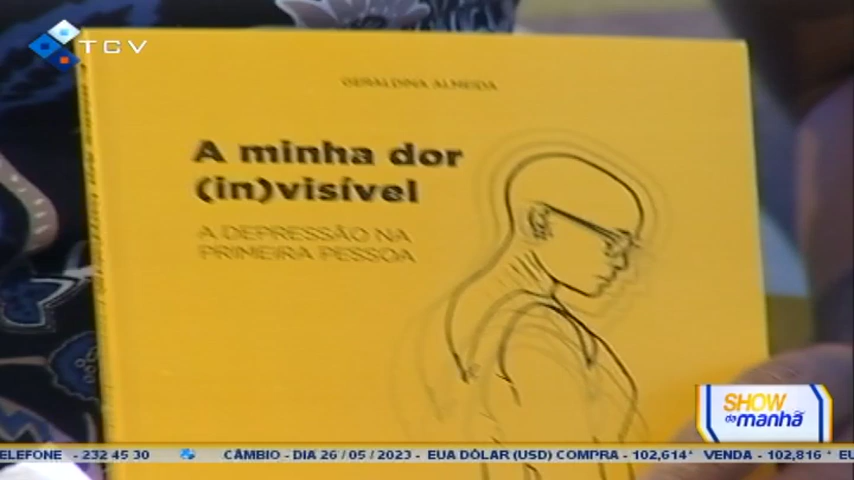 TCV
GERALDINA ALMEIDA
A minha dor
(in)visível
A DEPRESSÃO NA
PRIMEIRA PESSOA
SHOW
da manhã
ELEFONE - 232 45 30 CÂMBIO - DIA 26 / 05 / 2023 - EUA DÓLAR (USD) COMPRA - 102,614 * VENDA - 102,816 * EU